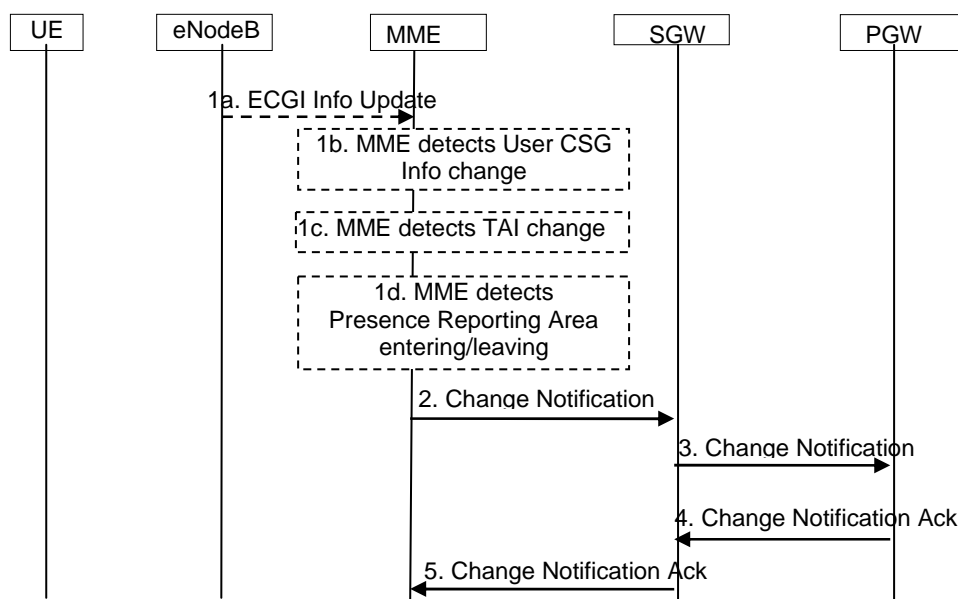 UE
eNodeB
MME
SGW
PGW
1a. ECGI Info Update
1b. MME detects User CSG
Info change
1c. MME detects TAI change
1d. MME detects
Presence Reporting Area
entering/leaving
2. Change Notification
3. Change Notification
4. Change Notification Ack
5. Change Notification Ack